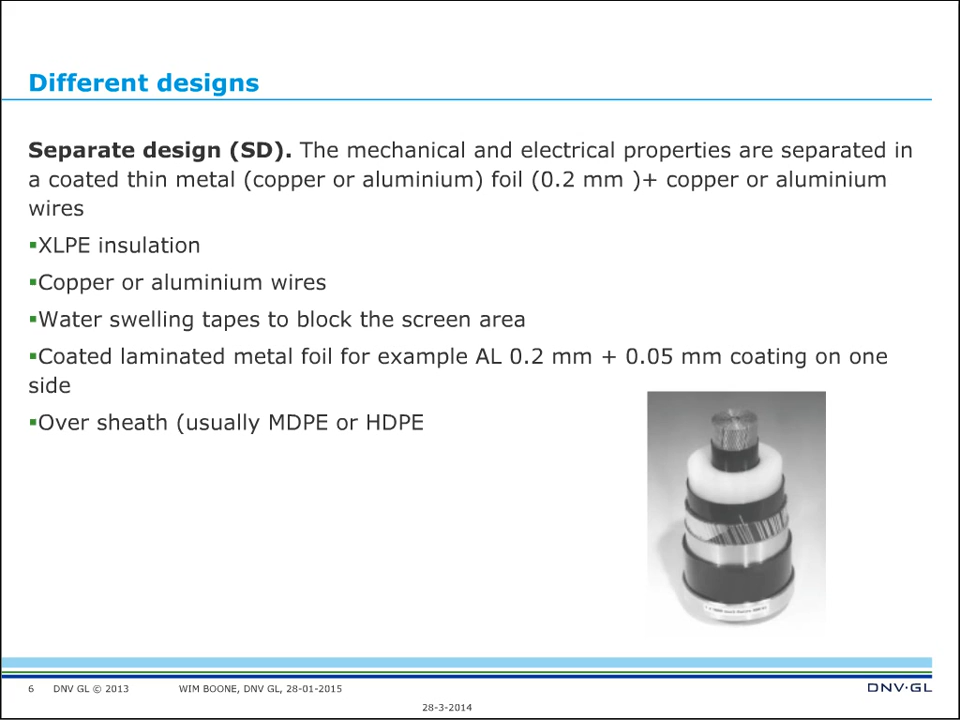 Different designs
Separate design (SD). The mechanical and electrical properties are separated in
a coated thin metal (copper or aluminium) foil (0.2 mm )+ copper or aluminium
wires
▪XLPE insulation
▪Copper or aluminium wires
▪Water swelling tapes to block the screen area
▪Coated laminated metal foil for example AL 0.2 mm + 0.05 mm coating on one
side
▪Over sheath (usually MDPE or HDPE
6 DNV GL © 2013 WIM BOONE, DNV GL, 28-01-2015
DNV·GL
28-3-2014